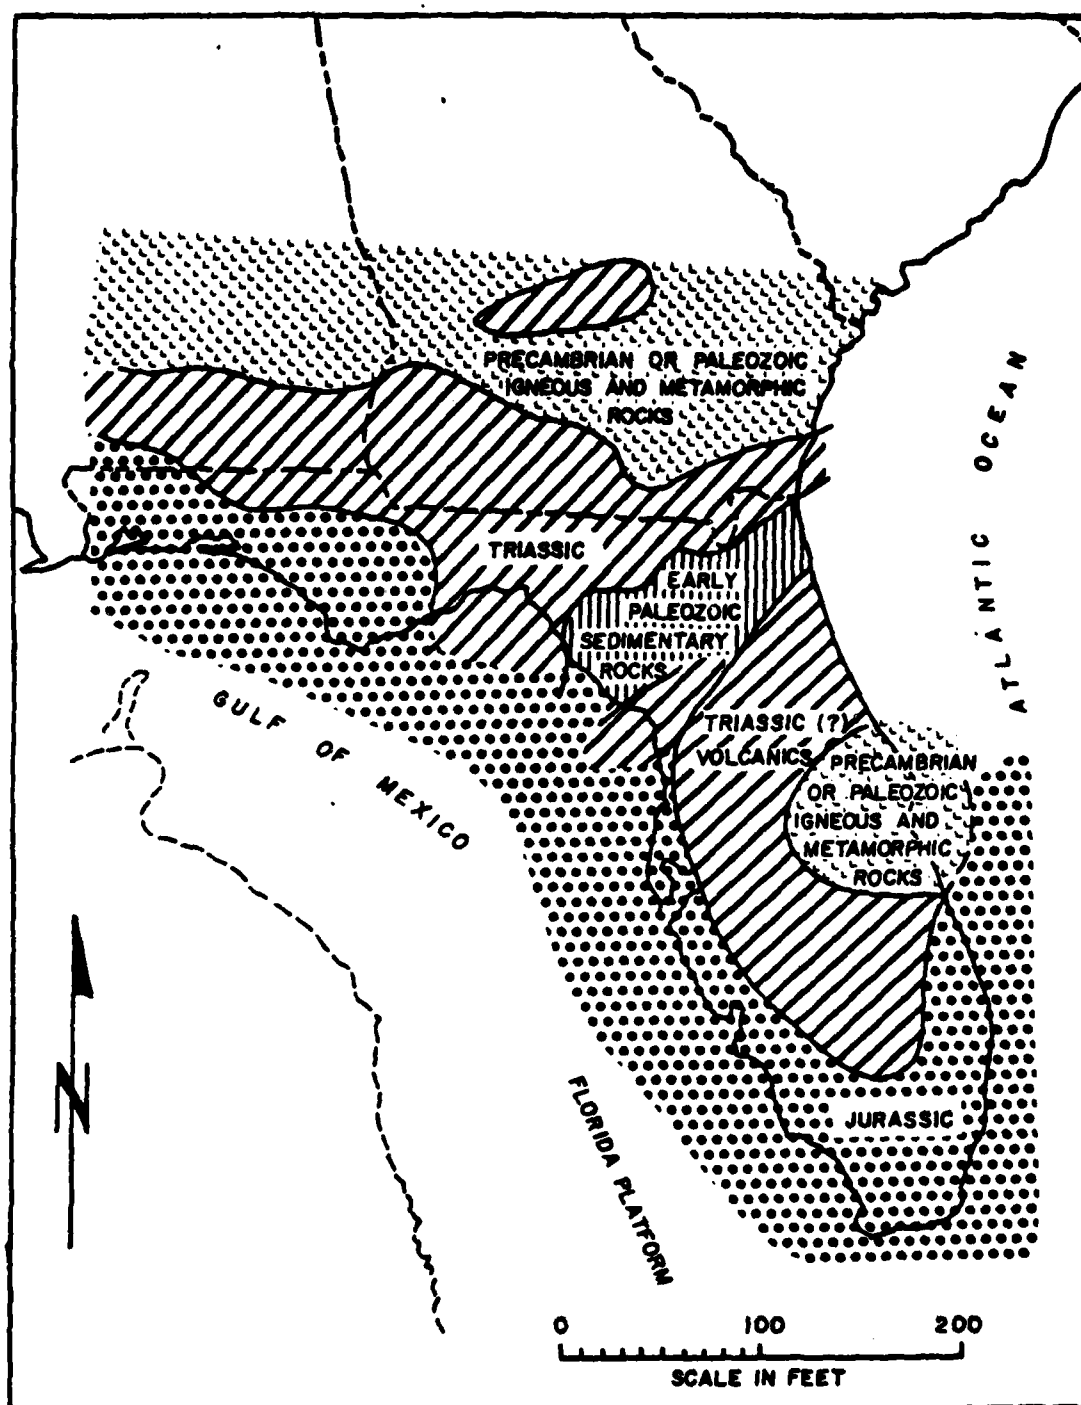 PRECAMBRIAN OR PALEOZOIC
IGNEOUS AND METAMORPHIC
ROCKS
ATLANTIC OCEAN
TRIASSIC
EARLY
PALEOZOIC
SEDIMENTARY
ROCKS
GULF OF MEXICO
TRIASSIC (?)
VOLCANICS
PRECAMBRIAN
OR PALEOZOIC
IGNEOUS AND
METAMORPHIC
ROCKS
N
FLORIDA PLATFORM
JURASSIC
0 100 200
SCALE IN FEET